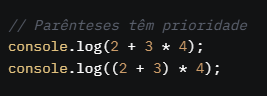 // Parênteses têm prioridade
console.log(2 + 3 * 4);
console.log((2 + 3) * 4);